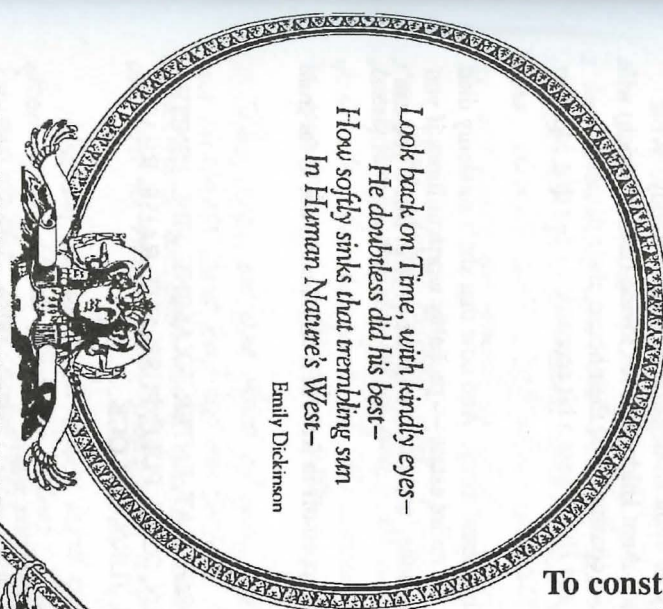 Look back on Time, with kindly eyes–
He doubtless did his best–
How softly sinks that trembling sun
In Human Nature's West–
Emily Dickinson
To const